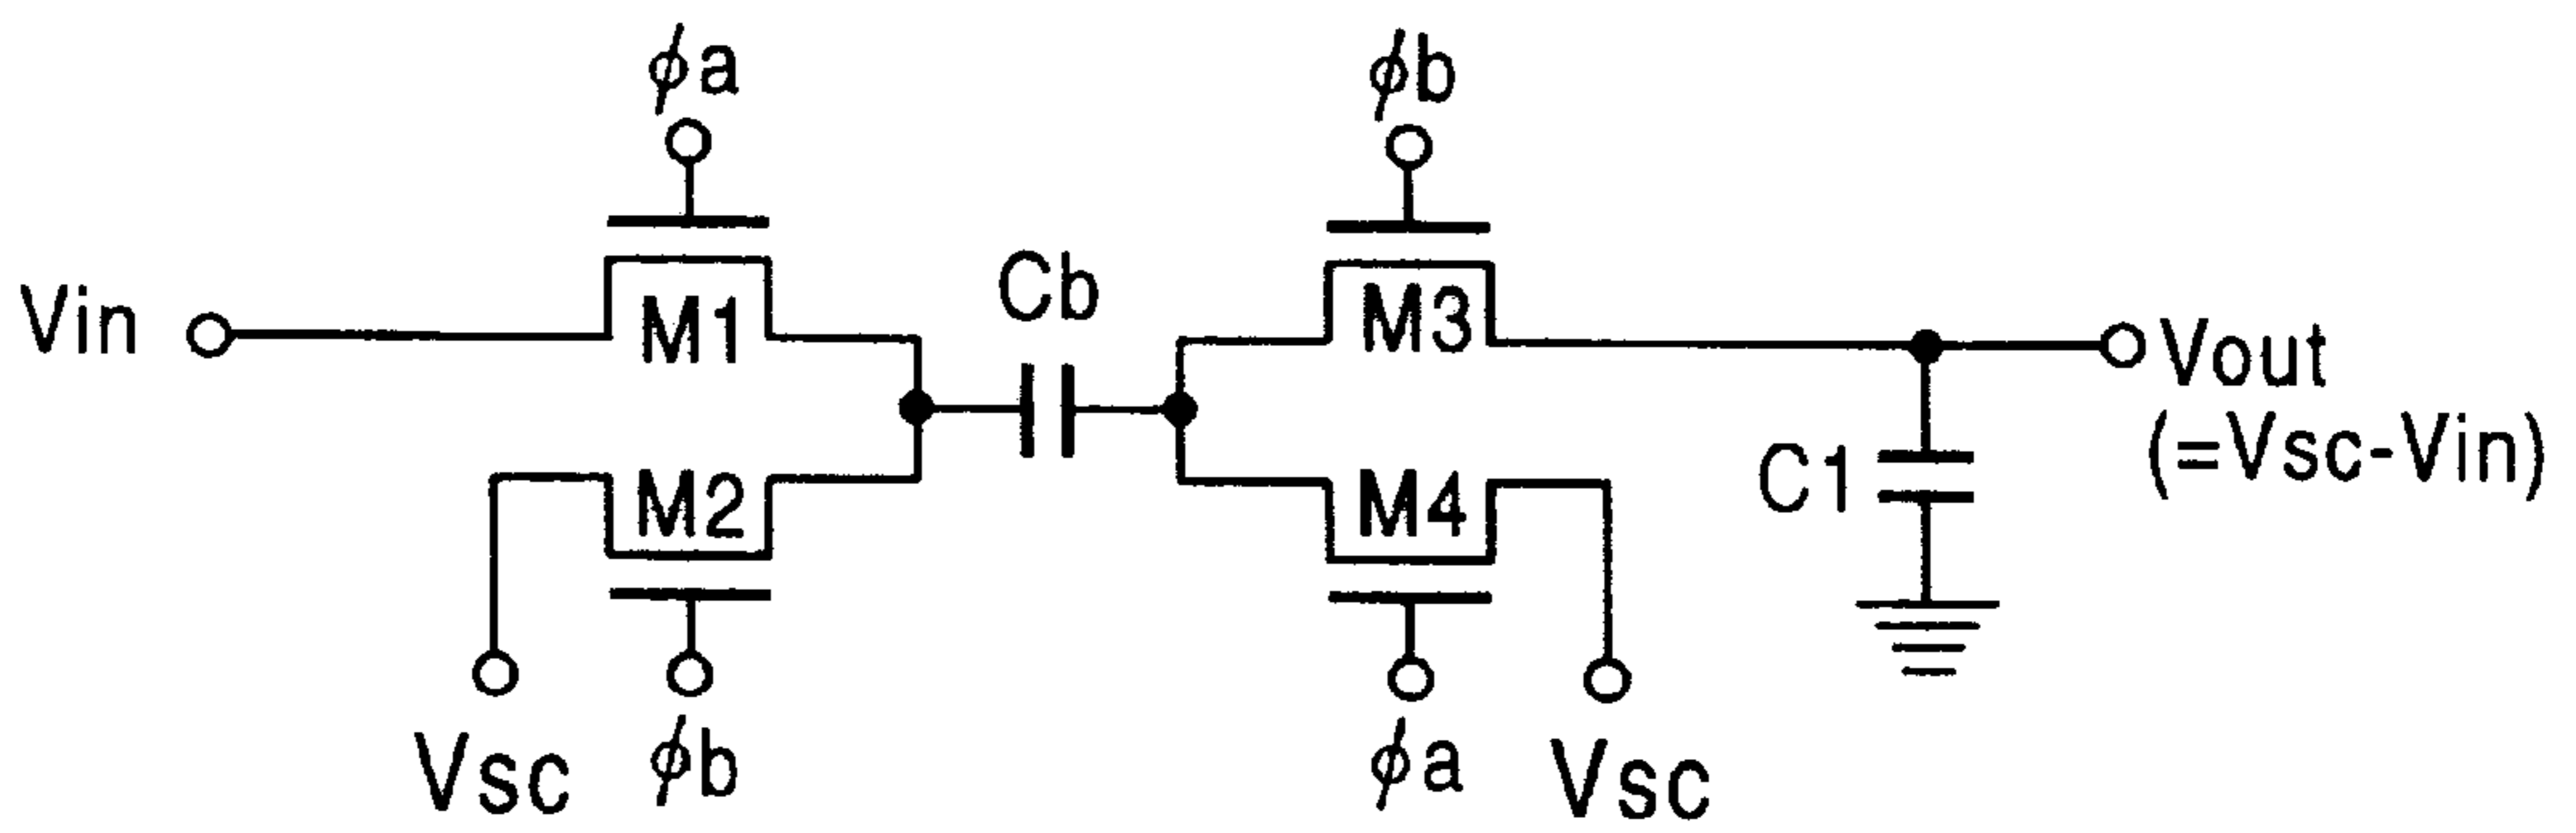 ϕa
ϕb
Vin
M1
Cb
M3
Vout
(=Vsc-Vin)
M2
M4
C1
Vsc
ϕb
ϕa
Vsc